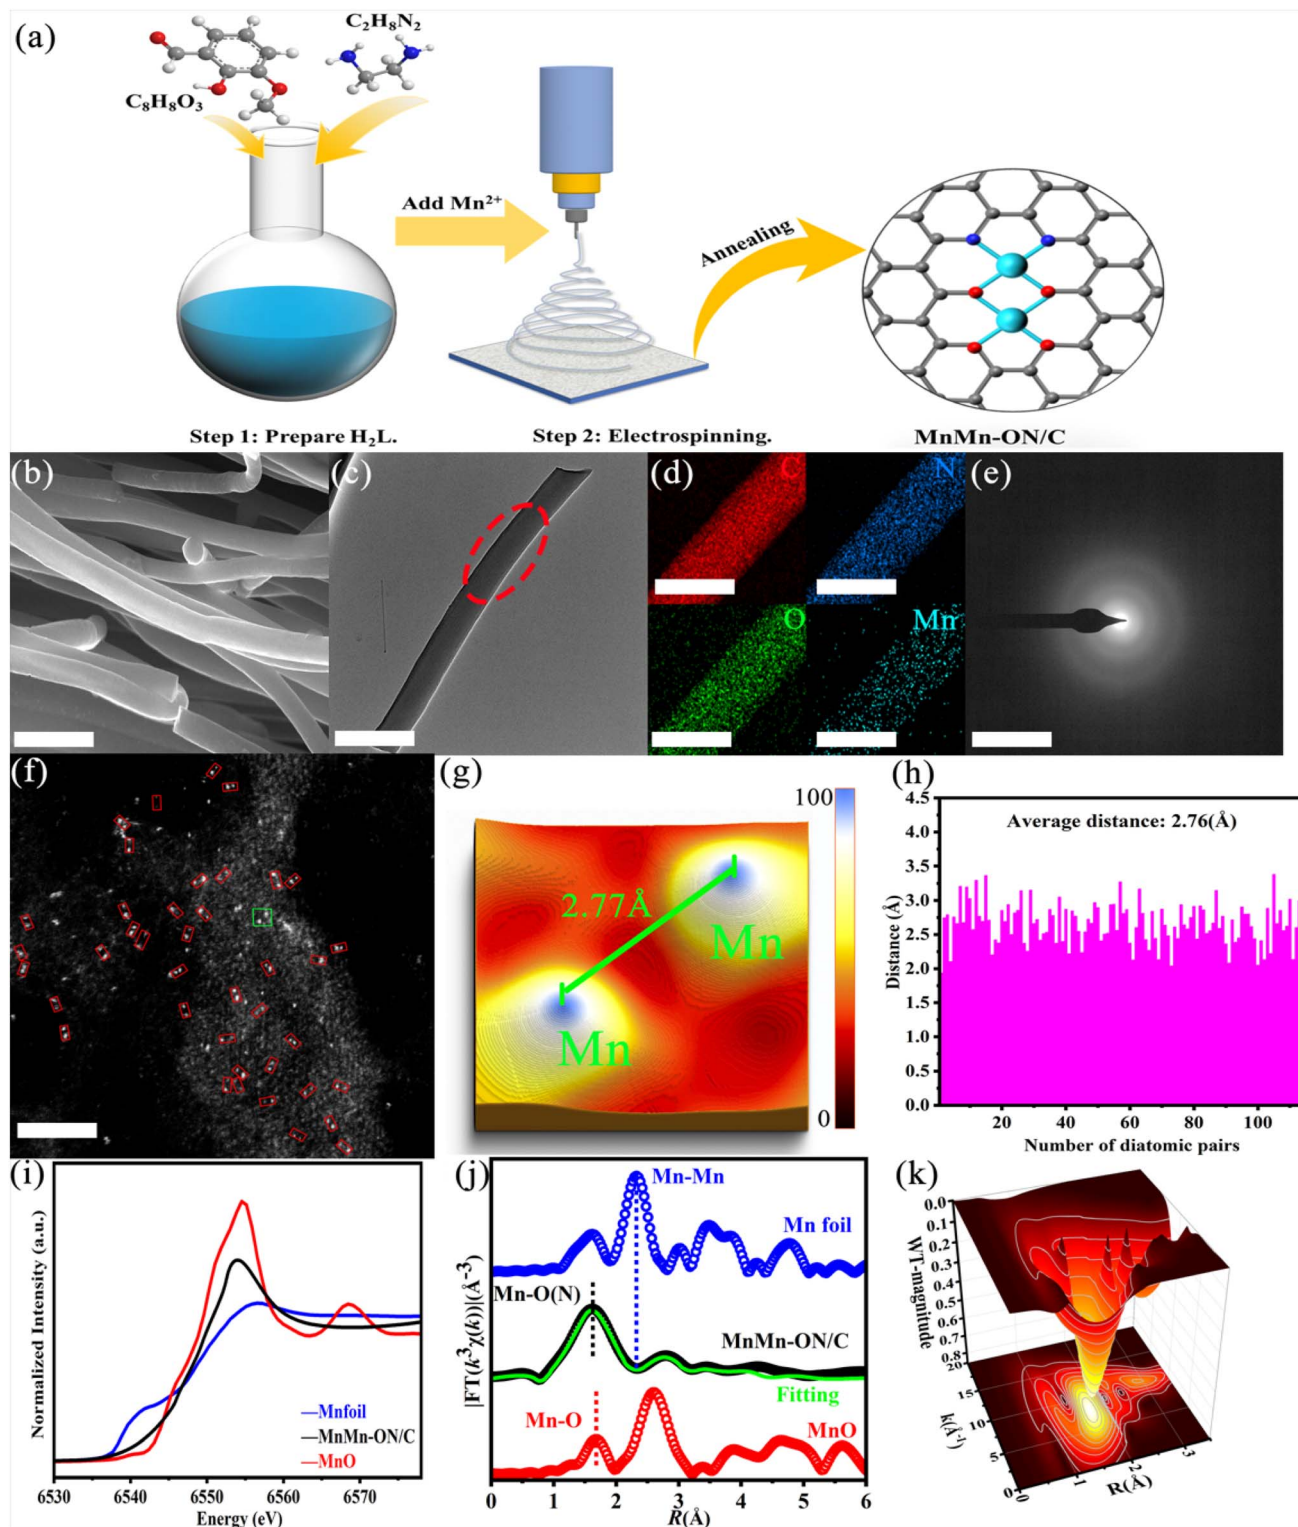 (a)
C₂H₈N₂
C₈H₈O₃
Add Mn²⁺
Annealing
Step 1: Prepare H₂L.
Step 2: Electrospinning.
MnMn-ON/C
(b)
(c)
(d)
C
N
O
Mn
(e)
(f)
(g)
100
2.77Å
Mn
Mn
0
(h)
Average distance: 2.76(Å)
Distance (Å)
4.5
4.0
3.5
3.0
2.5
2.0
1.5
1.0
0.5
0.0
20 40 60 80 100
Number of diatomic pairs
(i)
Normalized Intensity (a.u.)
Mnfoil
MnMn-ON/C
MnO
6530 6540 6550 6560 6570
Energy (eV)
(j)
|FT(k³χ(k))|(Å⁻³)
Mn-Mn
Mn foil
Mn-O(N)
MnMn-ON/C
Fitting
Mn-O
MnO
0 1 2 3 4 5 6
R(Å)
(k)
WT-magnitude
0.0
0.1
0.2
0.3
0.4
0.5
0.6
0.7
0.8
20
15
10
5
0
k(Å⁻¹)
1
2
3
R(Å)